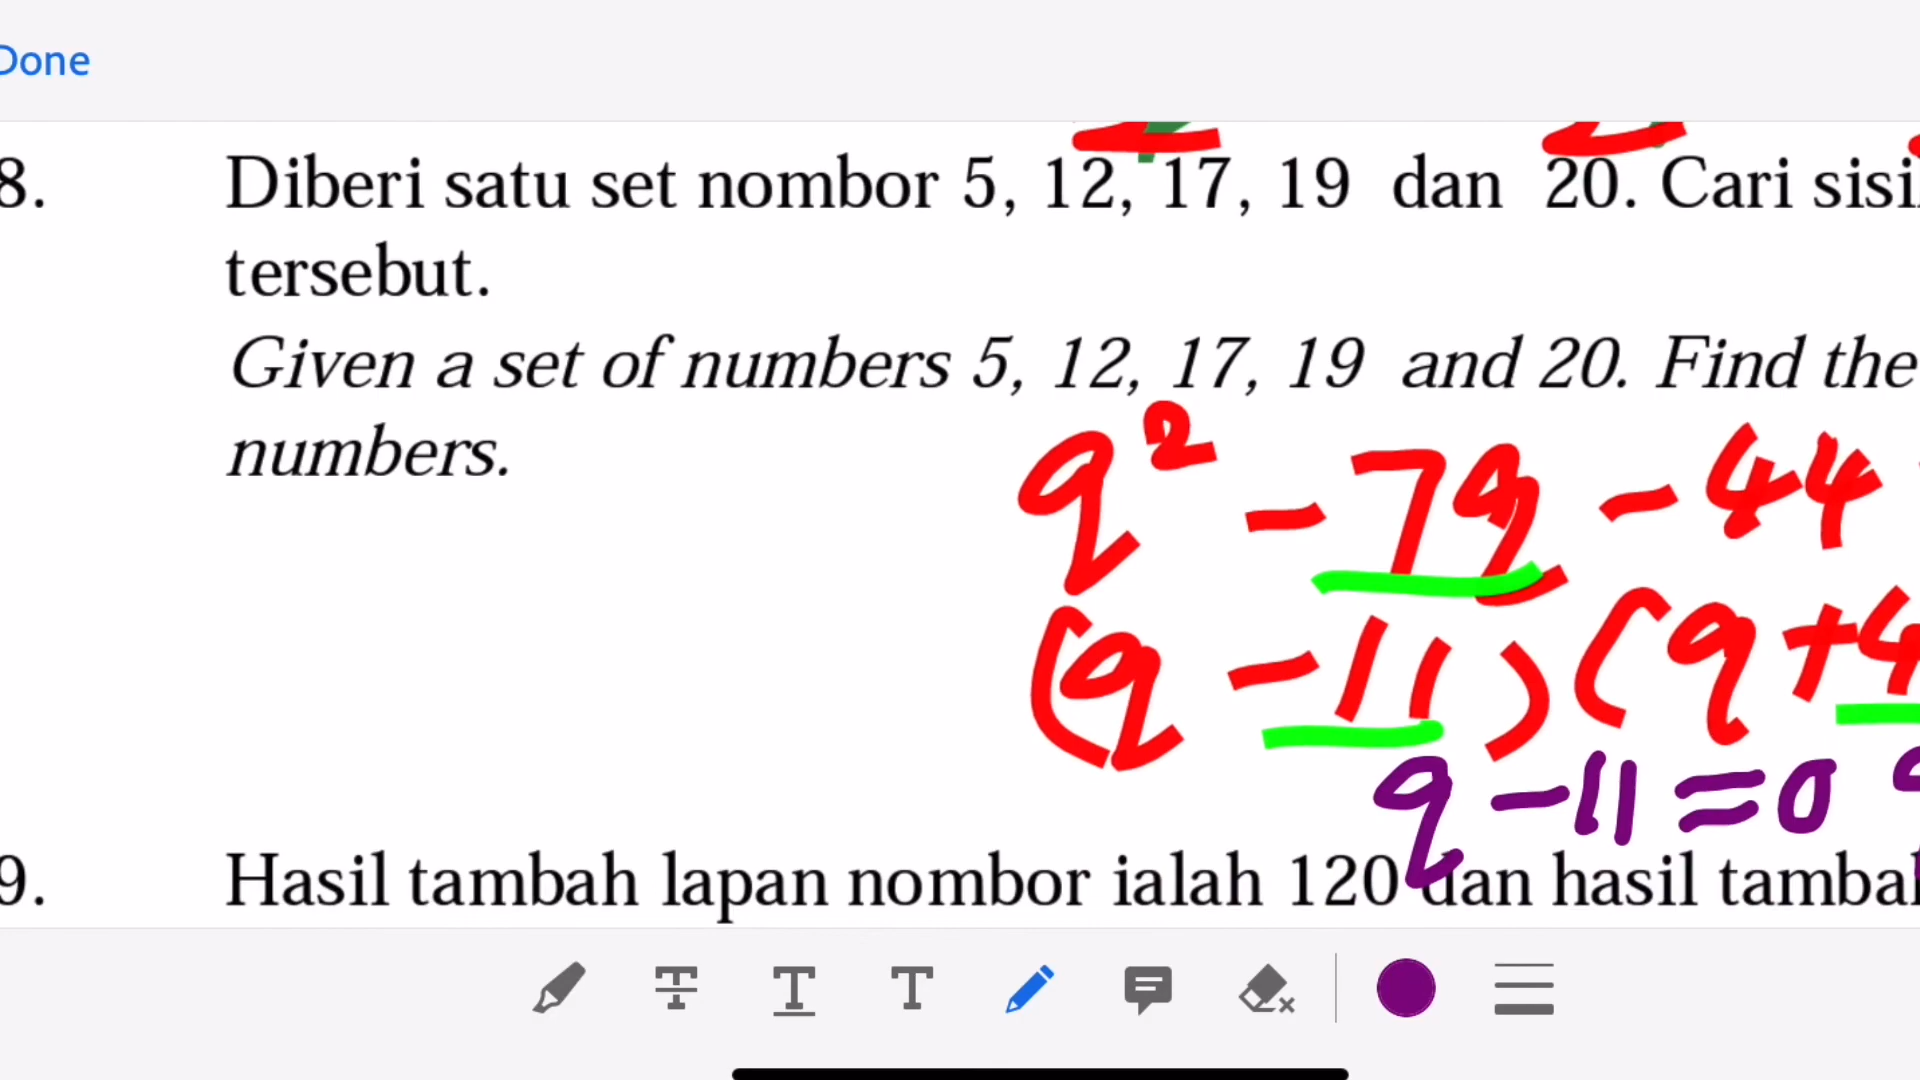 Done
8. Diberi satu set nombor 5, 12, 17, 19 dan 20. Cari
tersebut.
Given a set of numbers 5, 12, 17, 19 and 20. Find the
numbers.
q² - 7q - 44
(q - 11) (q + 4
q - 11 = 0
9. Hasil tambah lapan nombor ialah 120 dan hasil